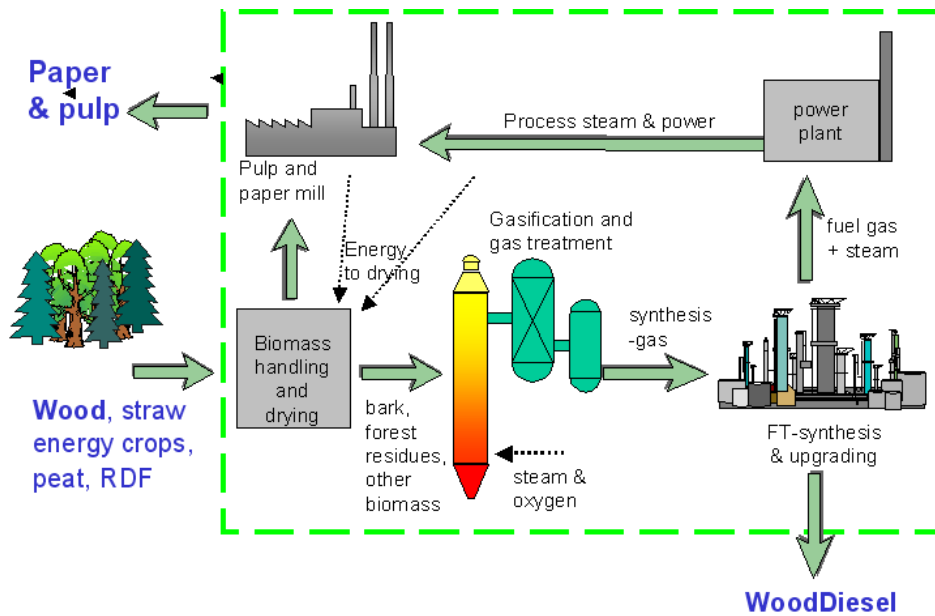 Paper
& pulp
Pulp and
paper mill
Process steam & power
power
plant
Energy
to drying
Gasification and
gas treatment
fuel gas
+ steam
synthesis
-gas
Biomass
handling
and
drying
Wood, straw
energy crops,
peat, RDF
bark,
forest
residues,
other
biomass
steam &
oxygen
FT-synthesis
& upgrading
WoodDiesel